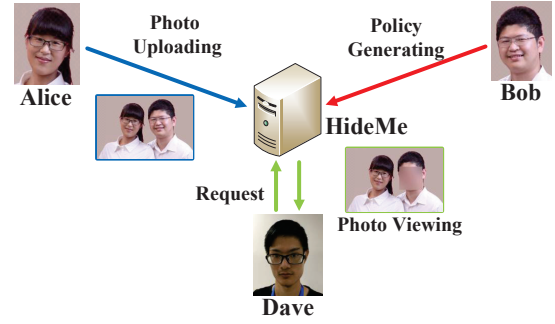 Photo
Uploading
Policy
Generating
Alice
Bob
HideMe
Request
Photo Viewing
Dave